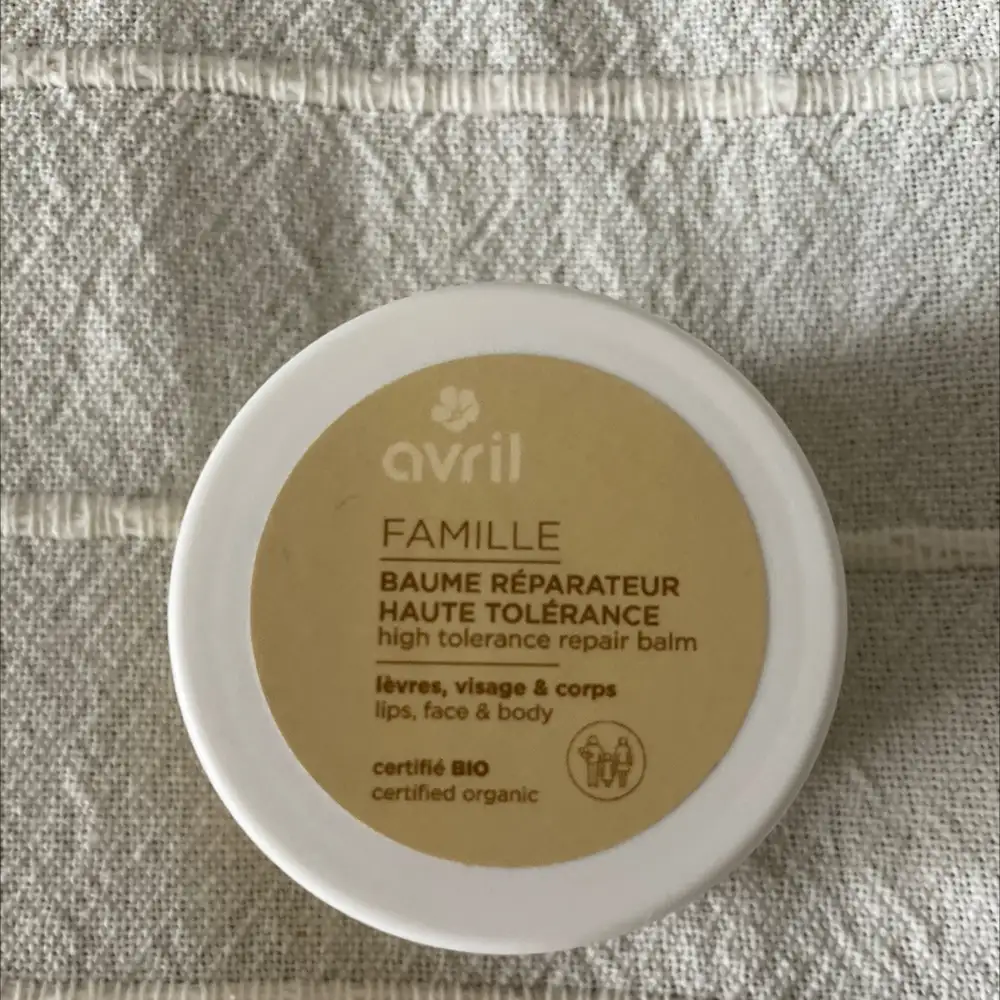 avril
FAMILLE
BAUME RÉPARATEUR
HAUTE TOLÉRANCE
high tolerance repair balm
lèvres, visage & corps
lips, face & body
certifié BIO
certified organic